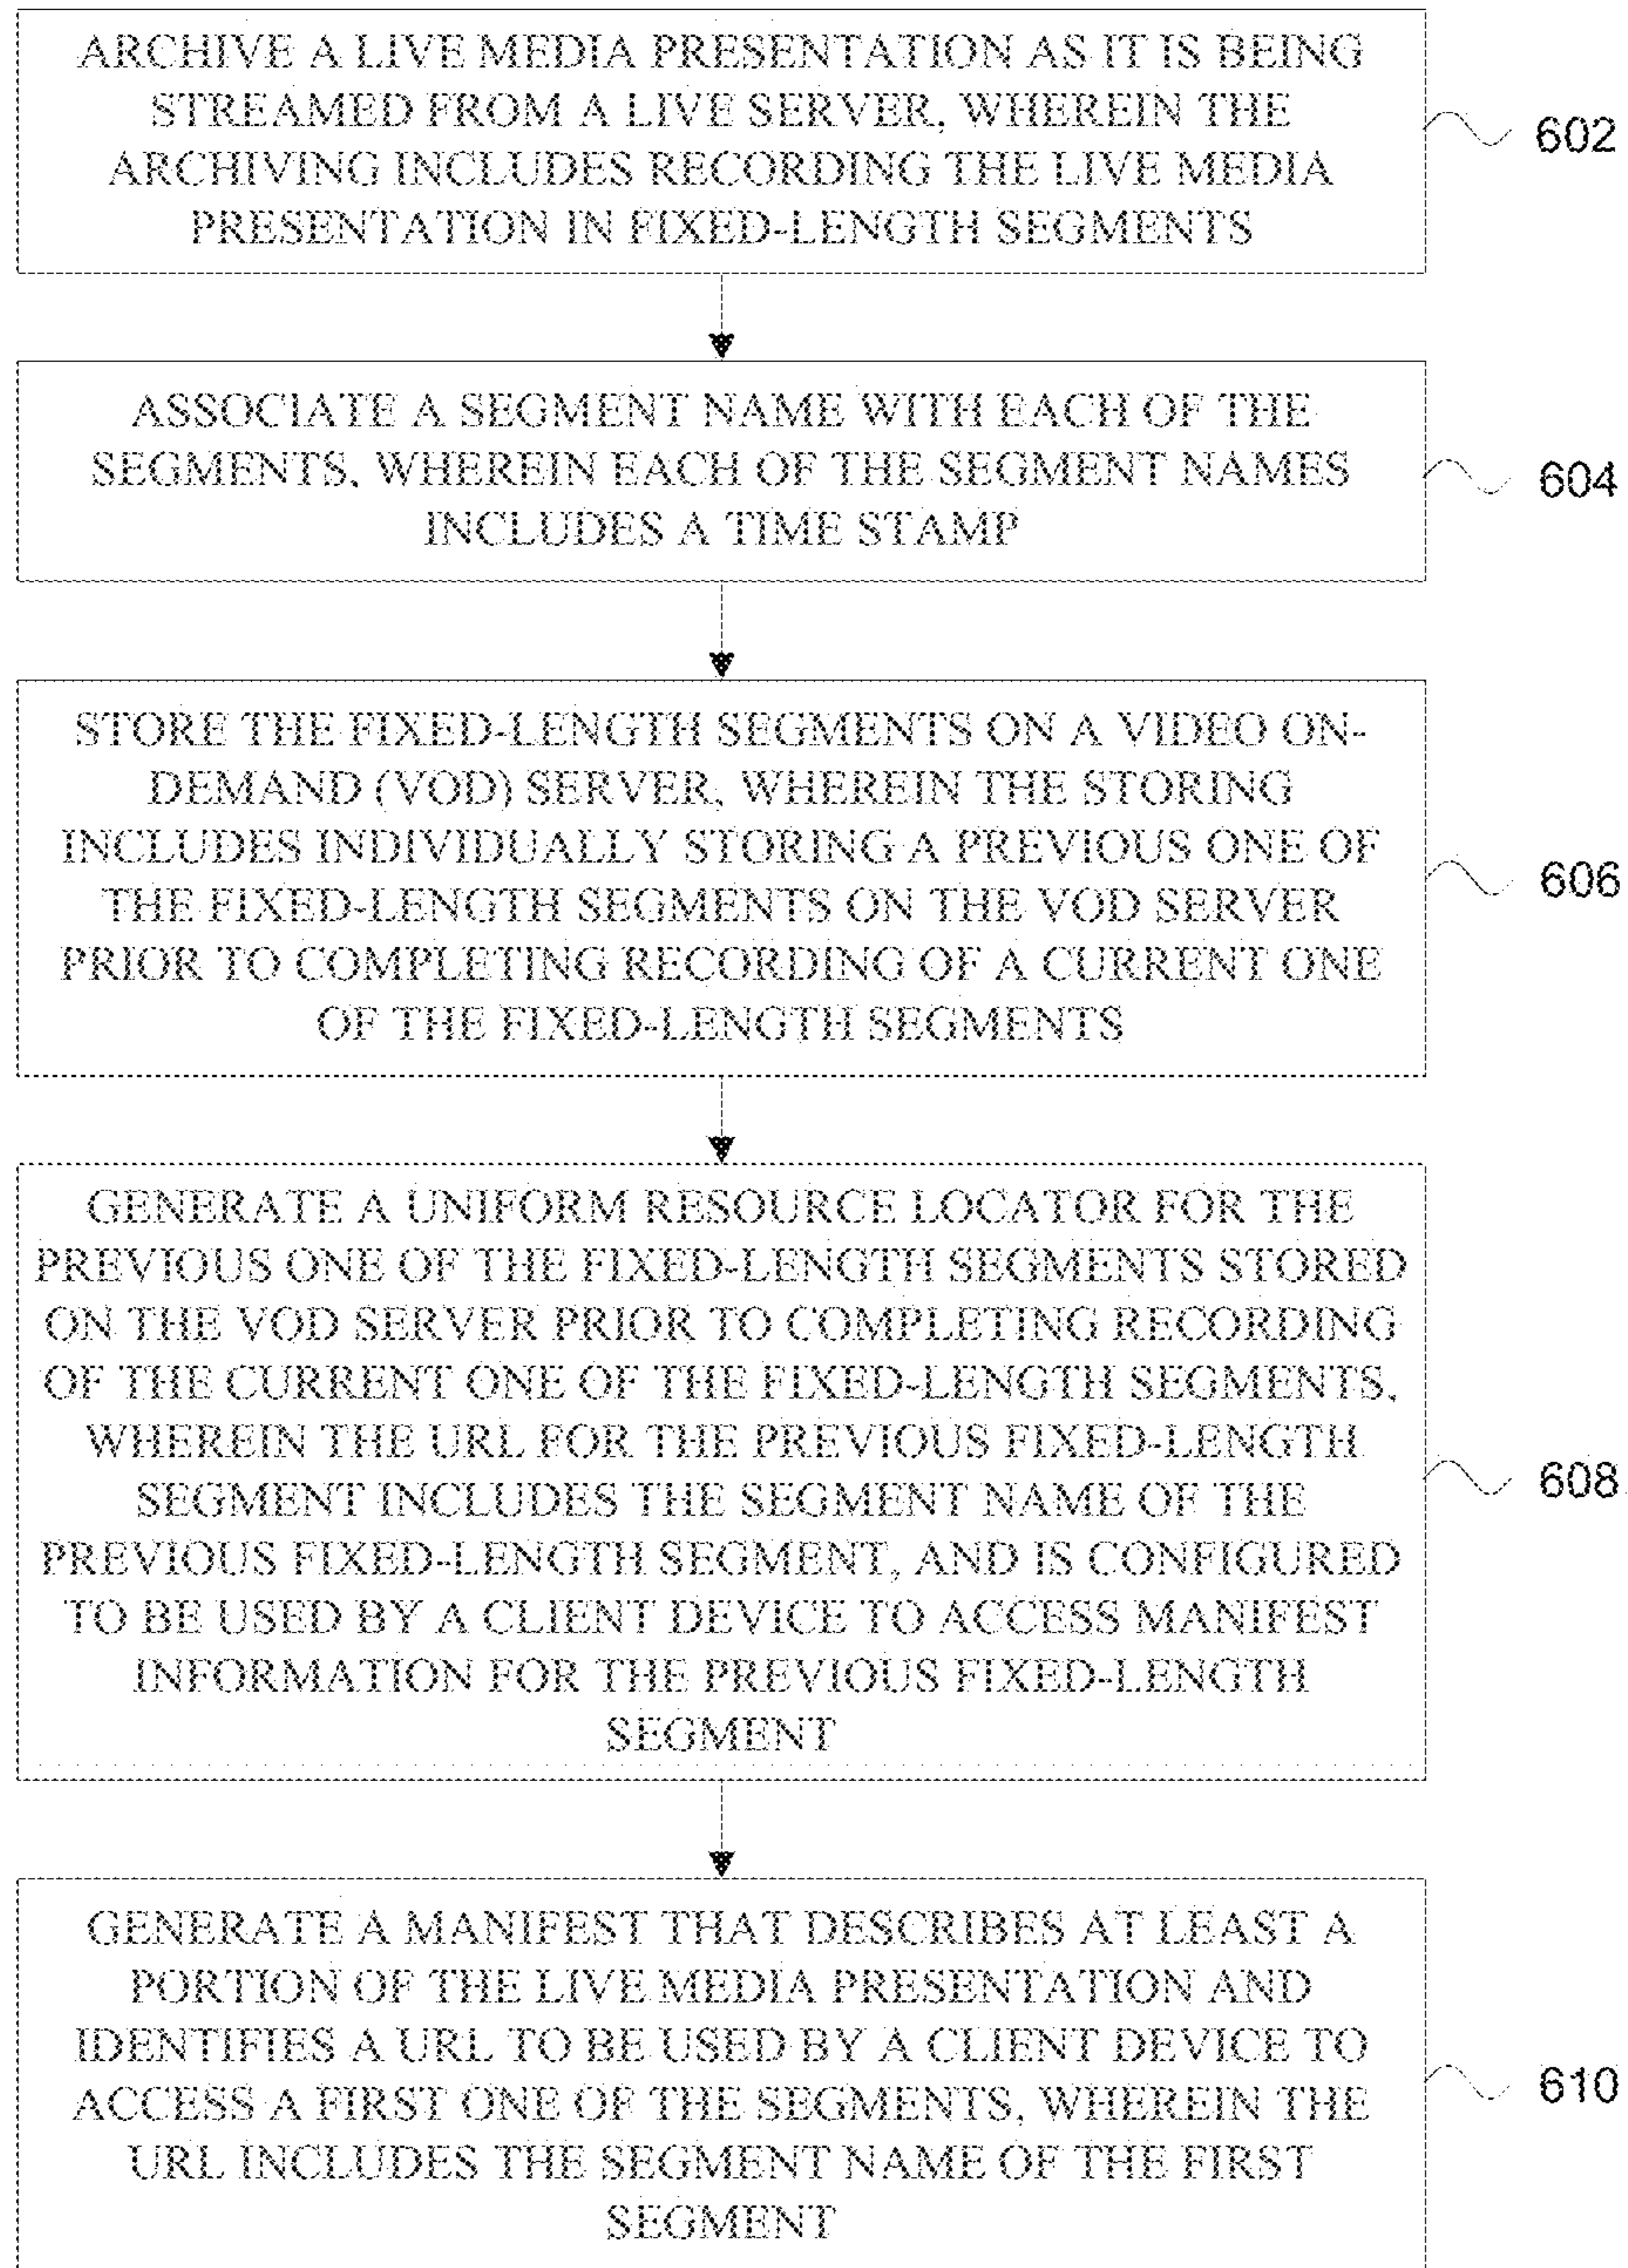 ARCHIVE A LIVE MEDIA PRESENTATION AS IT IS BEING
STREAMED FROM A LIVE SERVER, WHEREIN THE
ARCHIVING INCLUDES RECORDING THE LIVE MEDIA
PRESENTATION IN FIXED-LENGTH SEGMENTS
602
ASSOCIATE A SEGMENT NAME WITH EACH OF THE
SEGMENTS, WHEREIN EACH OF THE SEGMENT NAMES
INCLUDES A TIME STAMP
604
STORE THE FIXED-LENGTH SEGMENTS ON A VIDEO ON-
DEMAND (VOD) SERVER, WHEREIN THE STORING
INCLUDES INDIVIDUALLY STORING A PREVIOUS ONE OF
THE FIXED-LENGTH SEGMENTS ON THE VOD SERVER
PRIOR TO COMPLETING RECORDING OF A CURRENT ONE
OF THE FIXED-LENGTH SEGMENTS
606
GENERATE A UNIFORM RESOURCE LOCATOR FOR THE
PREVIOUS ONE OF THE FIXED-LENGTH SEGMENTS STORED
ON THE VOD SERVER PRIOR TO COMPLETING RECORDING
OF THE CURRENT ONE OF THE FIXED-LENGTH SEGMENTS,
WHEREIN THE URL FOR THE PREVIOUS FIXED-LENGTH
SEGMENT INCLUDES THE SEGMENT NAME OF THE
PREVIOUS FIXED-LENGTH SEGMENT, AND IS CONFIGURED
TO BE USED BY A CLIENT DEVICE TO ACCESS MANIFEST
INFORMATION FOR THE PREVIOUS FIXED-LENGTH
SEGMENT
608
GENERATE A MANIFEST THAT DESCRIBES AT LEAST A
PORTION OF THE LIVE MEDIA PRESENTATION AND
IDENTIFIES A URL TO BE USED BY A CLIENT DEVICE TO
ACCESS A FIRST ONE OF THE SEGMENTS, WHEREIN THE
URL INCLUDES THE SEGMENT NAME OF THE FIRST
SEGMENT
610